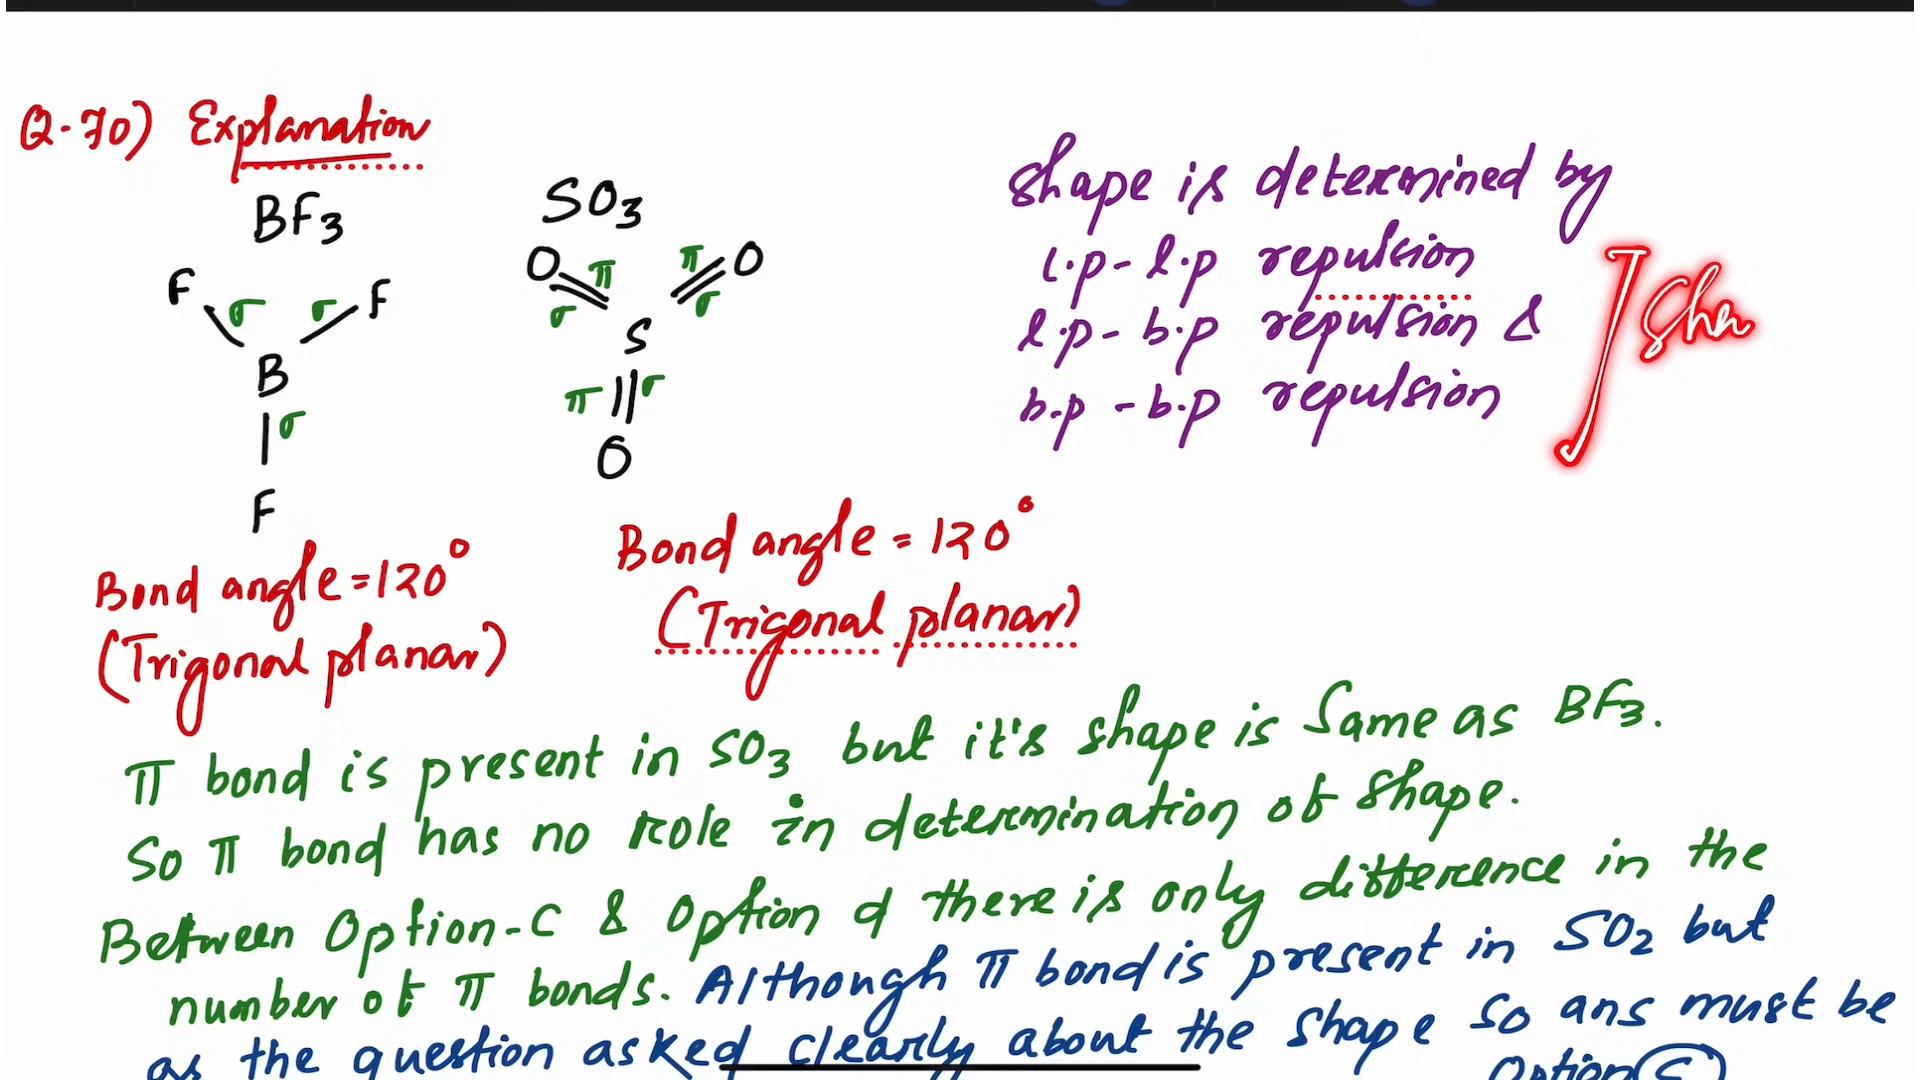 Q.70) Explanation
BF3
F σ σ F
B
σ
F
Bond angle = 120°
(Trigonal planar)
SO3
O π π O
σ σ
S
π σ
O
Bond angle = 120°
(Trigonal planar)
Shape is determined by
l.p - l.p repulsion
l.p - b.p repulsion &
b.p - b.p repulsion
Isha
π bond is present in SO3 but it's shape is same as BF3.
So π bond has no role in determination of shape.
Between Option-C & Option d there is only difference in the
number of π bonds. Although π bond is present in SO2 but
as the question asked clearly about the shape so ans must be
Option C